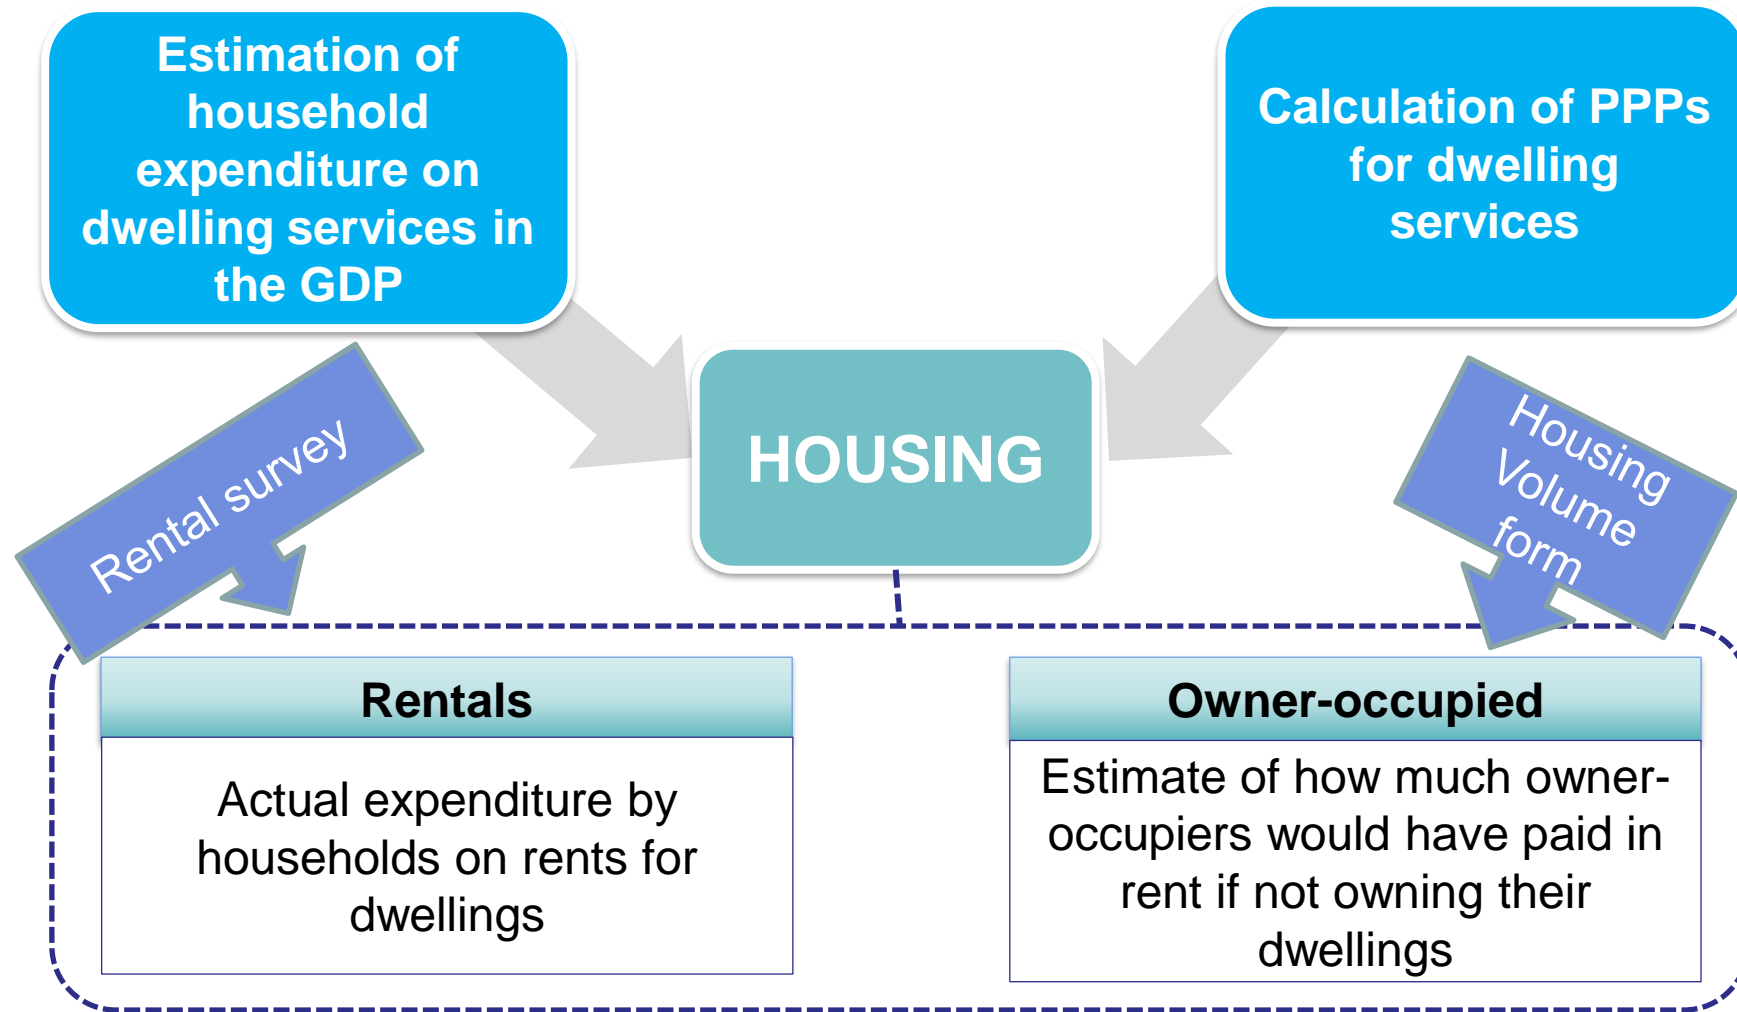 Estimation of
household
expenditure on
dwelling services in
the GDP
Calculation of PPPs
for dwelling
services
HOUSING
Rental survey
Housing
Volume
form
Rentals
Actual expenditure by
households on rents for
dwellings
Owner-occupied
Estimate of how much owner-
occupiers would have paid in
rent if not owning their
dwellings